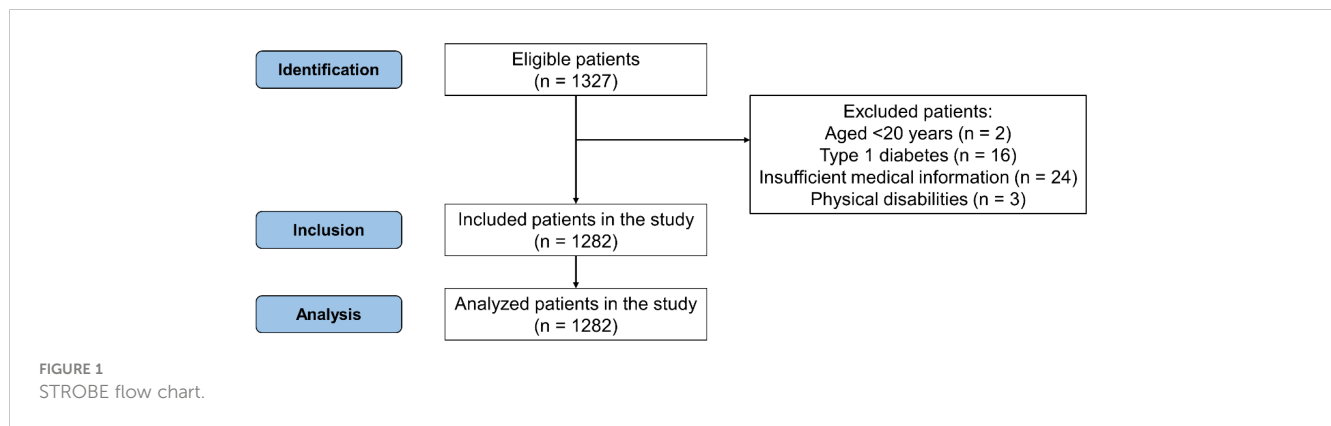 Identification
Eligible patients
(n = 1327)
Excluded patients:
Aged <20 years (n = 2)
Type 1 diabetes (n = 16)
Insufficient medical information (n = 24)
Physical disabilities (n = 3)
Inclusion
Included patients in the study
(n = 1282)
Analysis
Analyzed patients in the study
(n = 1282)
FIGURE 1
STROBE flow chart.